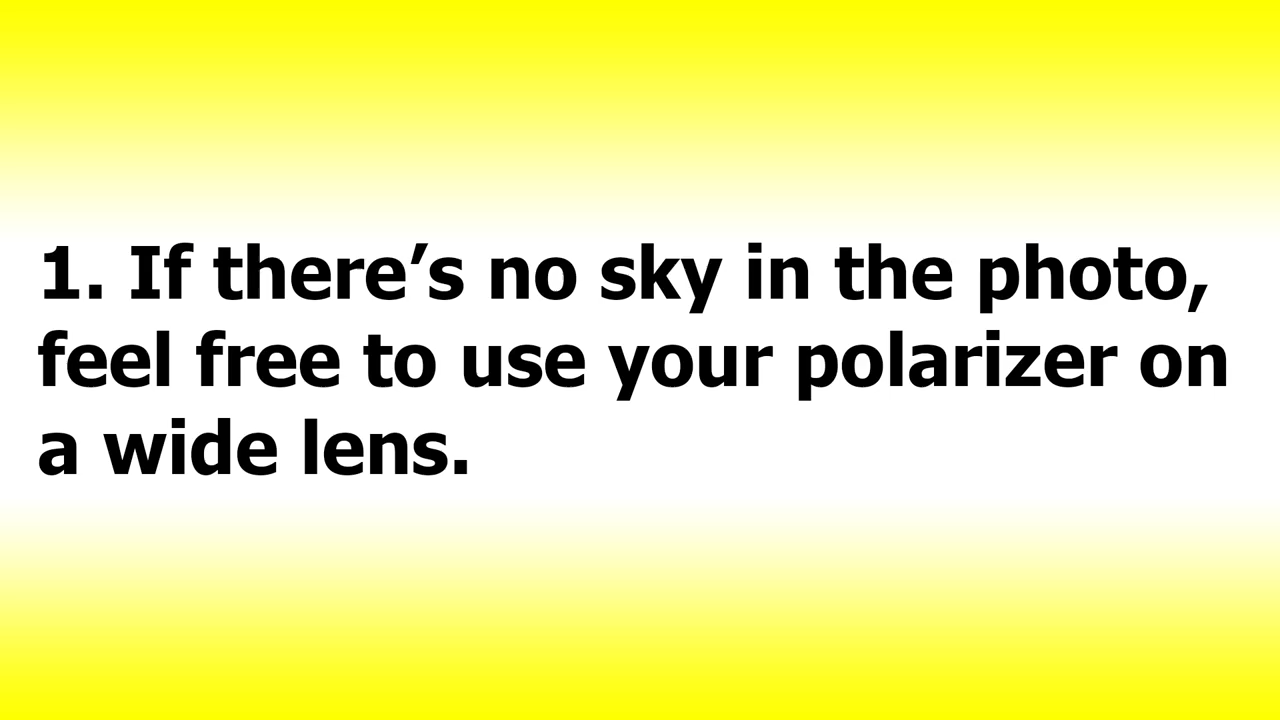 1. If there’s no sky in the photo,
feel free to use your polarizer on
a wide lens.